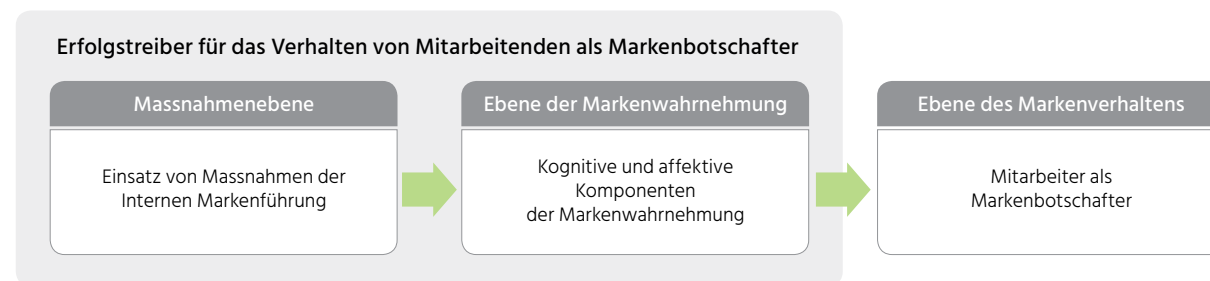 Erfolgstreiber für das Verhalten von Mitarbeitenden als Markenbotschafter
Massnahmenebene
Einsatz von Massnahmen der
Internen Markenführung
Ebene der Markenwahrnehmung
Kognitive und affektive
Komponenten
der Markenwahrnehmung
Ebene des Markenverhaltens
Mitarbeiter als
Markenbotschafter